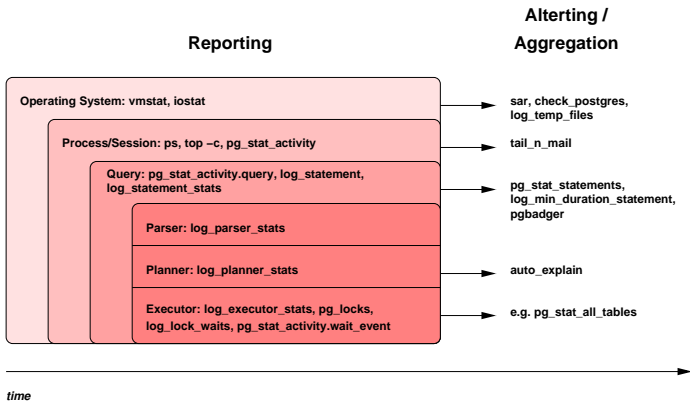 Alterting /
Reporting
Aggregation
Operating System: vmstat, iostat
sar, check_postgres,
log_temp_files
Process/Session: ps, top −c, pg_stat_activity
tail_n_mail
Query: pg_stat_activity.query, log_statement,
log_statement_stats
pg_stat_statements,
log_min_duration_statement,
pgbadger
Parser: log_parser_stats
Planner: log_planner_stats
auto_explain
Executor: log_executor_stats, pg_locks,
log_lock_waits, pg_stat_activity.wait_event
e.g. pg_stat_all_tables
time